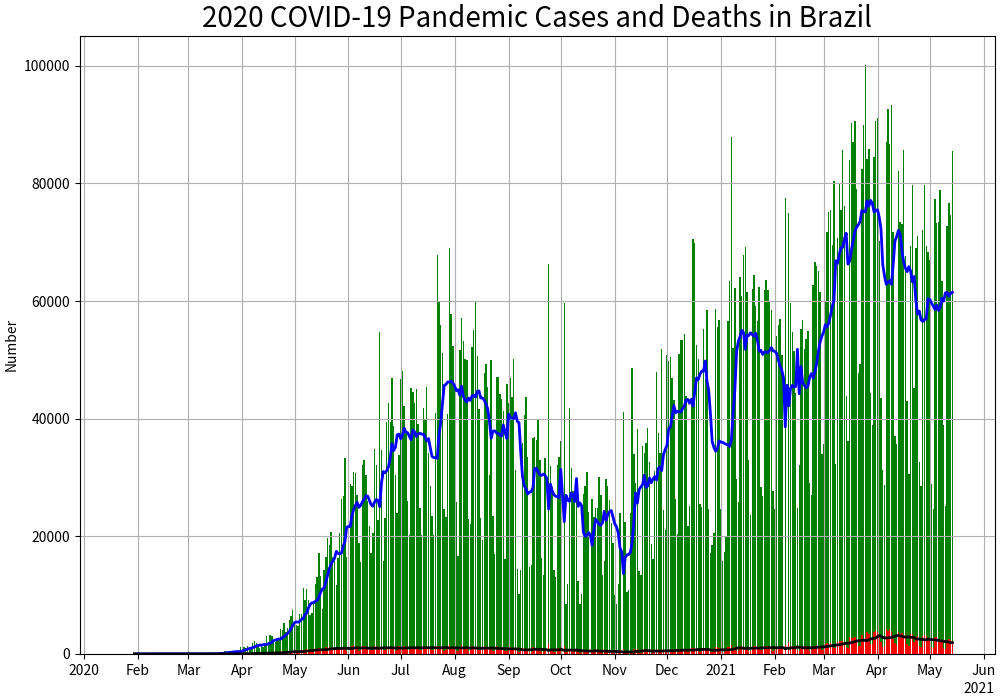 2020 COVID-19 Pandemic Cases and Deaths in Brazil
Number
100000
80000
60000
40000
20000
0
2020 Feb Mar Apr May Jun Jul Aug Sep Oct Nov Dec 2021 Feb Mar Apr May Jun
2021